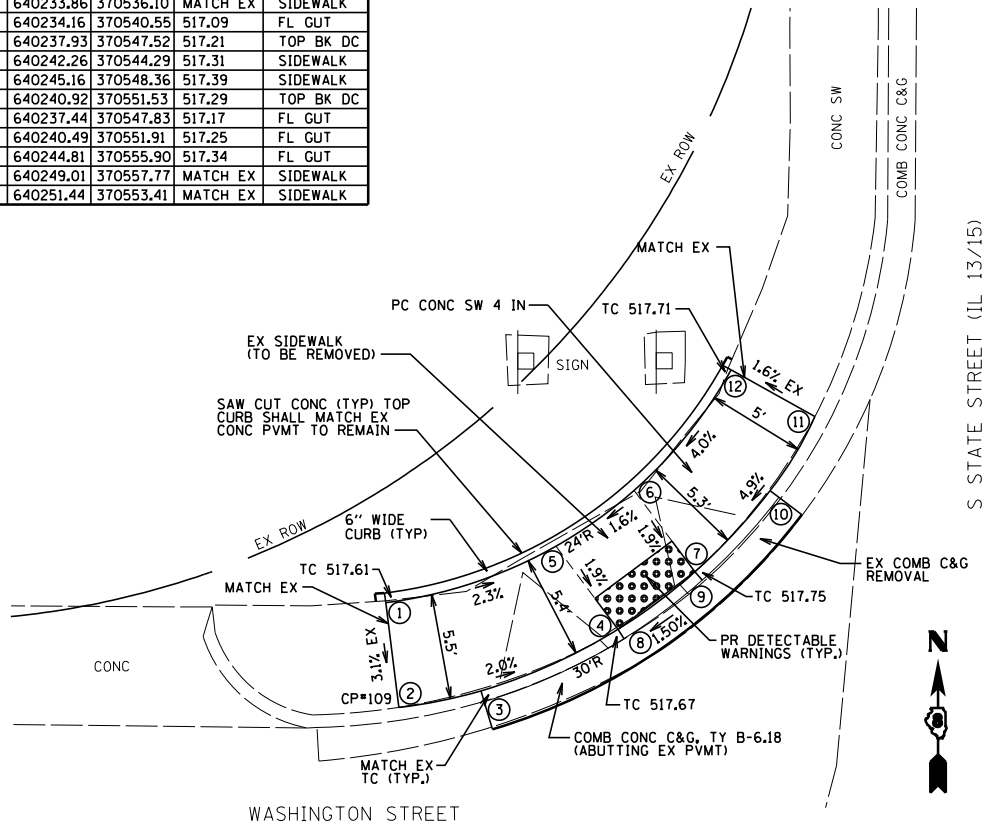 640233.86 370536.10 MATCH EX SIDEWALK
640234.16 370540.55 517.09 FL GUT
640237.93 370547.52 517.21 TOP BK DC
640242.26 370544.29 517.31 SIDEWALK
640245.16 370548.36 517.39 SIDEWALK
640240.92 370551.53 517.29 TOP BK DC
640237.44 370547.83 517.17 FL GUT
640240.49 370551.91 517.25 FL GUT
640244.81 370555.90 517.34 FL GUT
640249.01 370557.77 MATCH EX SIDEWALK
640251.44 370553.41 MATCH EX SIDEWALK
CONC SW
COMB CONC C&G
EX ROW
S STATE STREET (IL 13/15)
MATCH EX
PC CONC SW 4 IN
TC 517.71
EX SIDEWALK
(TO BE REMOVED)
SIGN
1.6% EX
12
5'
11
SAW CUT CONC (TYP) TOP
CURB SHALL MATCH EX
CONC PVMT TO REMAIN
4.0%
4.9%
6
5.3'
10
EX ROW
6" WIDE
CURB (TYP)
24'R
1.6%
1.9%
7
EX COMB C&G
REMOVAL
TC 517.61
5
1.9%
MATCH EX
2.3%
5.4'
9
TC 517.75
1
4
8
1.50%
PR DETECTABLE
WARNINGS (TYP.)
3.1% EX
5.5'
2.0%
30'R
CONC
CP#109
2
3
TC 517.67
COMB CONC C&G, TY B-6.18
(ABUTTING EX PVMT)
MATCH EX
TC (TYP.)
N
WASHINGTON STREET